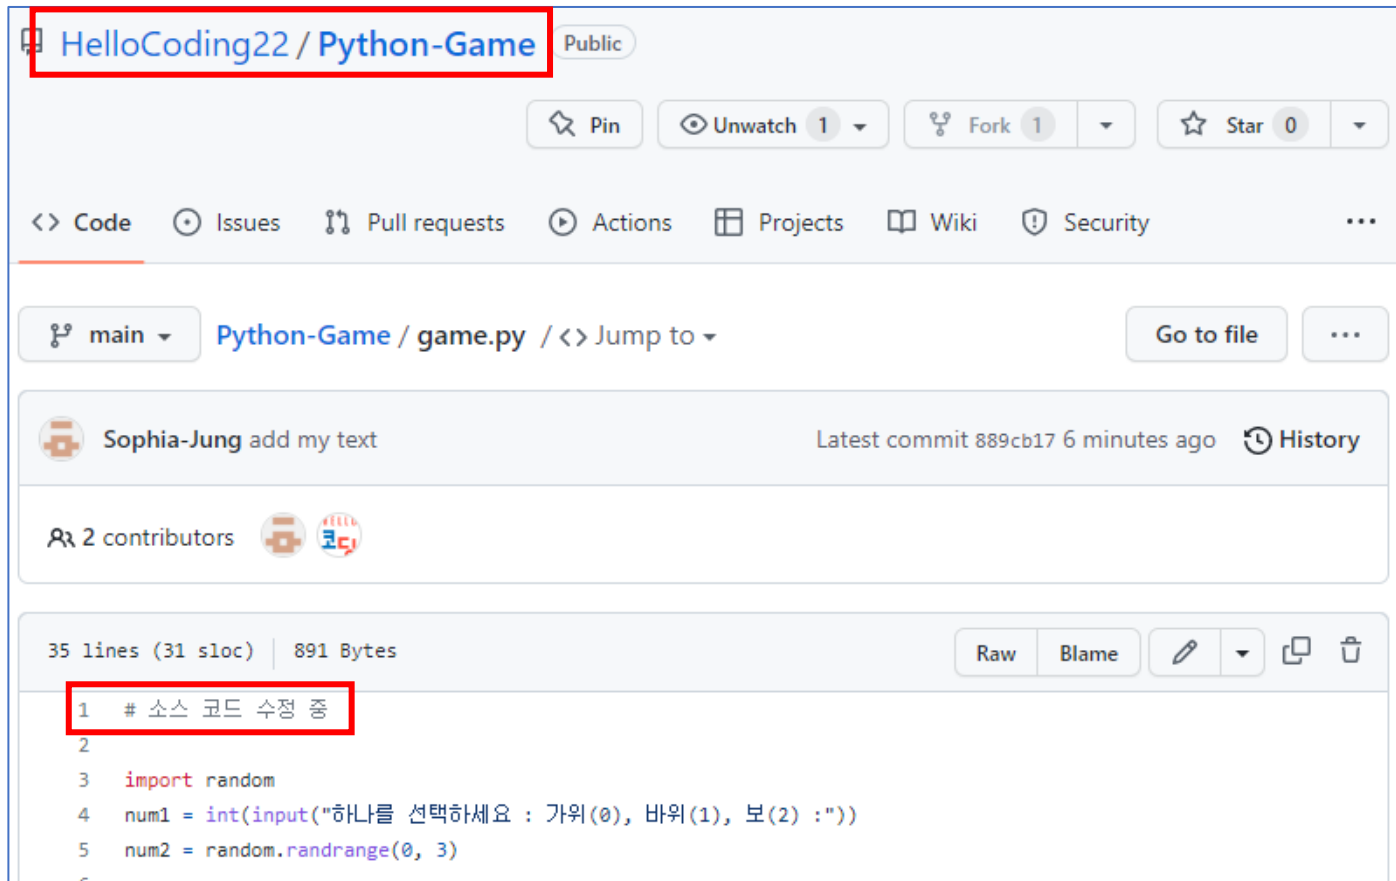 HelloCoding22 / Python-Game Public
Pin Unwatch 1 Fork 1 Star 0
<> Code Issues Pull requests Actions Projects Wiki Security ...
main Python-Game / game.py / <> Jump to Go to file ...
Sophia-Jung add my text Latest commit 889cb17 6 minutes ago History
2 contributors 코딩
35 lines (31 sloc) | 891 Bytes Raw Blame
1 # 소스 코드 수정 중
2
3 import random
4 num1 = int(input("하나를 선택하세요 : 가위(0), 바위(1), 보(2) :"))
5 num2 = random.randrange(0, 3)